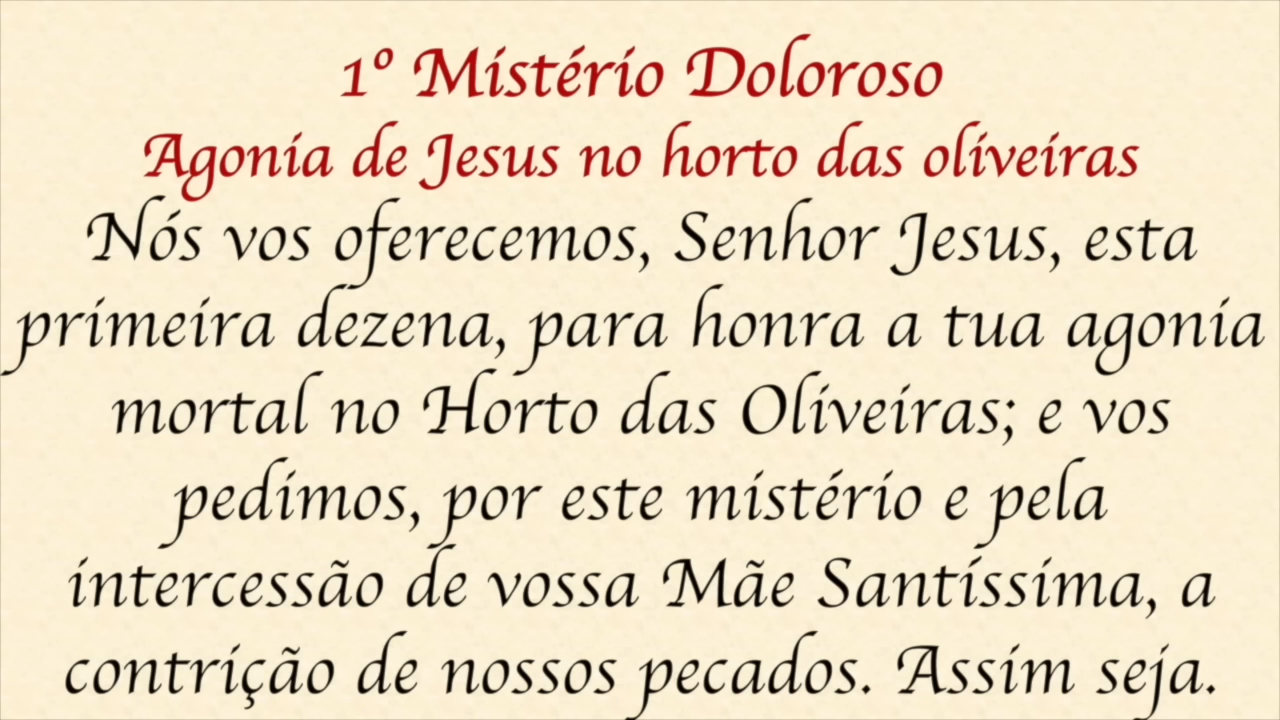 1º Mistério Doloroso
Agonia de Jesus no horto das oliveiras
Nós vos oferecemos, Senhor Jesus, esta
primeira dezena, para honra a tua agonia
mortal no Horto das Oliveiras; e vos
pedimos, por este mistério e pela
intercessão de vossa Mãe Santíssima, a
contrição de nossos pecados. Assim seja.